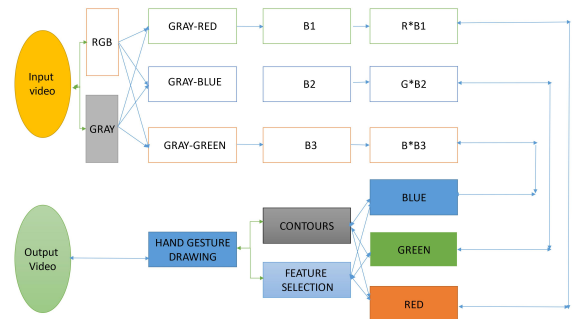 Input
video
RGB
GRAY
GRAY-RED
B1
R*B1
GRAY-BLUE
B2
G*B2
GRAY-GREEN
B3
B*B3
Output
Video
HAND GESTURE
DRAWING
CONTOURS
FEATURE
SELECTION
BLUE
GREEN
RED